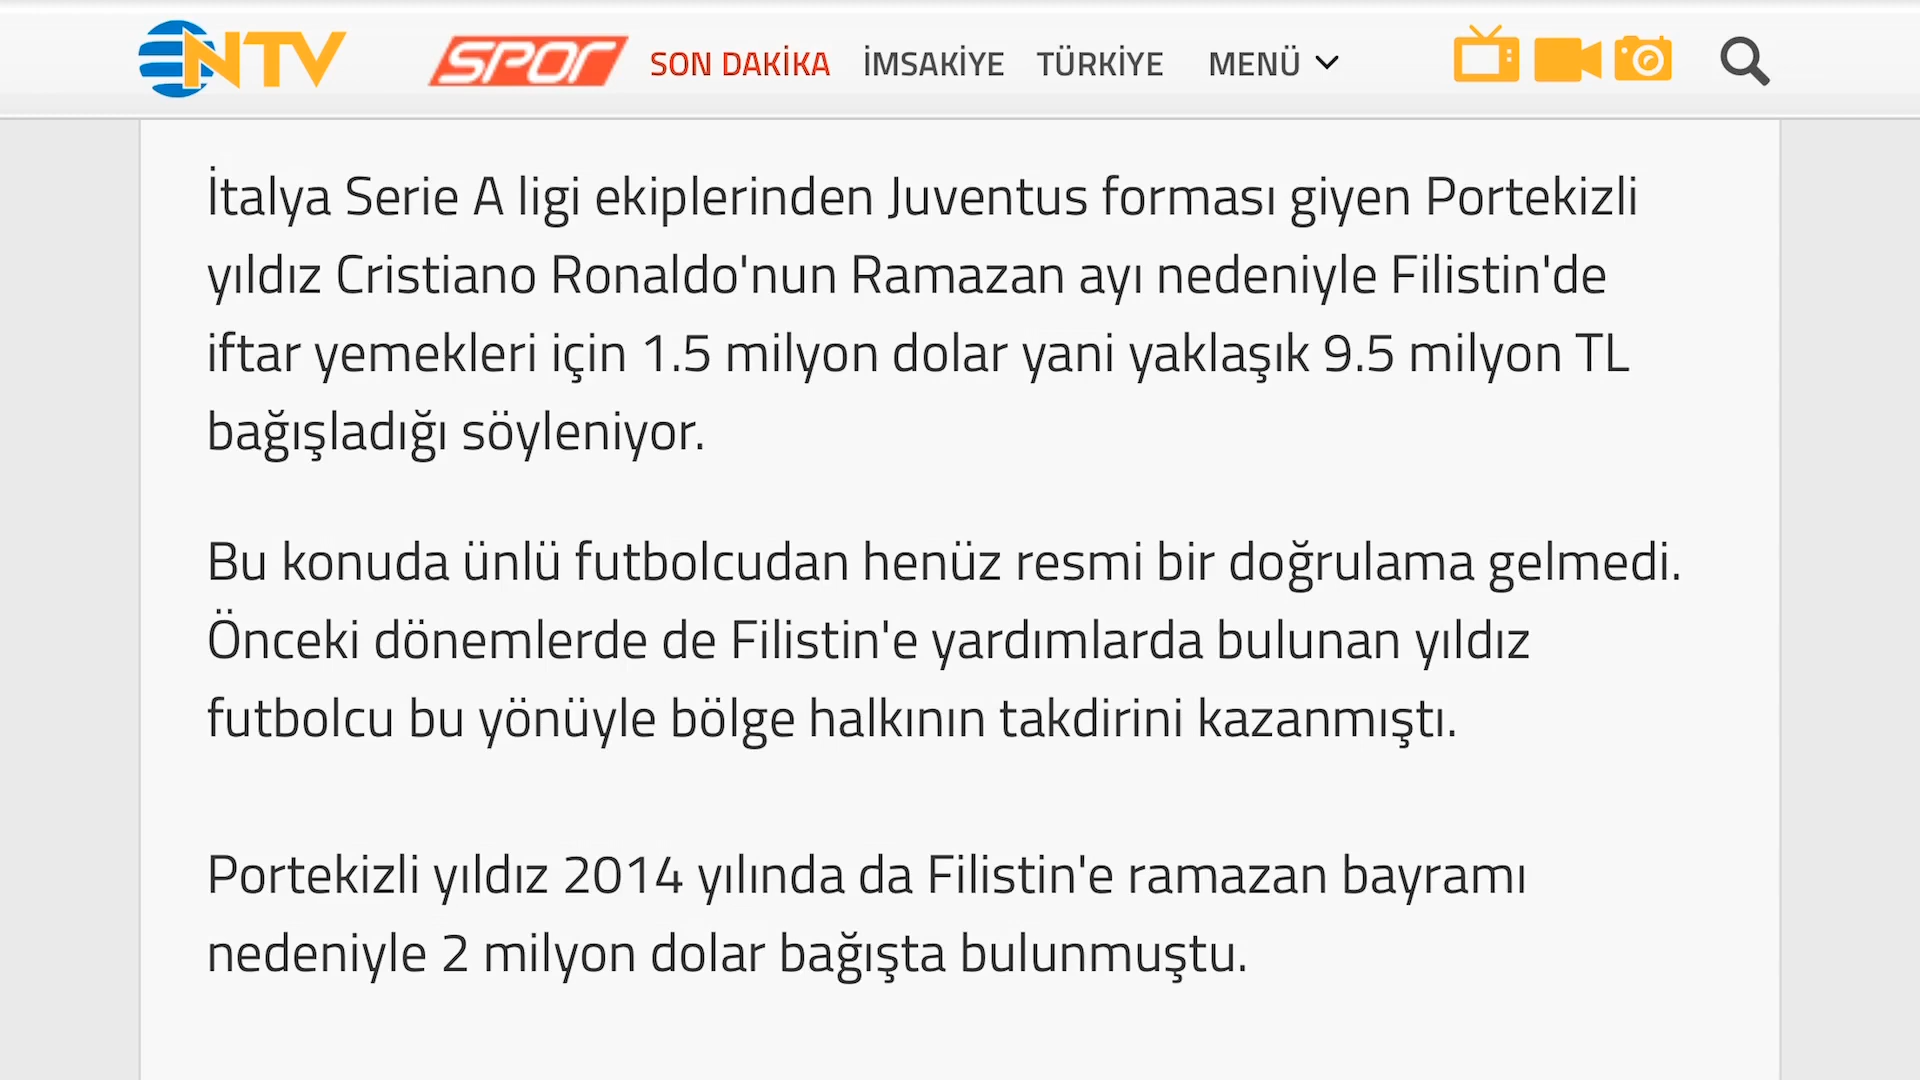 NTV SPOR SON DAKİKA İMSAKİYE TÜRKİYE MENÜ
İtalya Serie A ligi ekiplerinden Juventus forması giyen Portekizli
yıldız Cristiano Ronaldo'nun Ramazan ayı nedeniyle Filistin'de
iftar yemekleri için 1.5 milyon dolar yani yaklaşık 9.5 milyon TL
bağışladığı söyleniyor.
Bu konuda ünlü futbolcudan henüz resmi bir doğrulama gelmedi.
Önceki dönemlerde de Filistin'e yardımlarda bulunan yıldız
futbolcu bu yönüyle bölge halkının takdirini kazanmıştı.
Portekizli yıldız 2014 yılında da Filistin'e ramazan bayramı
nedeniyle 2 milyon dolar bağışta bulunmuştu.